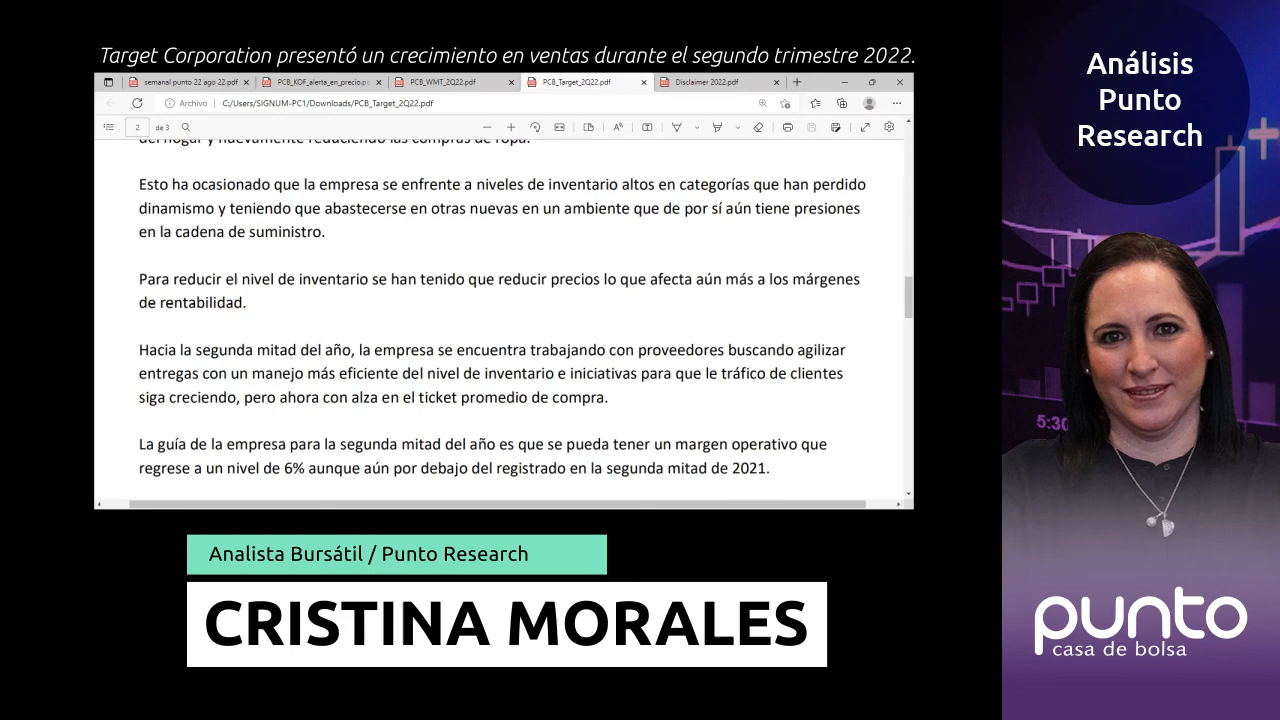 Target Corporation presentó un crecimiento en ventas durante el segundo trimestre 2022.
semanal punto 22 ago 22.pdf
PCB_KOF_alerta_en_precio.p
PCB_WMT_2Q22.pdf
PCB_Target_2Q22.pdf
Disclaimer 2022.pdf
Archivo
C:/Users/SIGNUM-PC1/Downloads/PCB_Target_2Q22.pdf
2 de 3
del hogar y nuevamente reduciendo las compras de ropa.
Esto ha ocasionado que la empresa se enfrente a niveles de inventario altos en categorías que han perdido
dinamismo y teniendo que abastecerse en otras nuevas en un ambiente que de por sí aún tiene presiones
en la cadena de suministro.
Para reducir el nivel de inventario se han tenido que reducir precios lo que afecta aún más a los márgenes
de rentabilidad.
Hacia la segunda mitad del año, la empresa se encuentra trabajando con proveedores buscando agilizar
entregas con un manejo más eficiente del nivel de inventario e iniciativas para que le tráfico de clientes
siga creciendo, pero ahora con alza en el ticket promedio de compra.
La guía de la empresa para la segunda mitad del año es que se pueda tener un margen operativo que
regrese a un nivel de 6% aunque aún por debajo del registrado en la segunda mitad de 2021.
Analista Bursátil / Punto Research
CRISTINA MORALES
Análisis
Punto
Research
5:30
punto
casa de bolsa